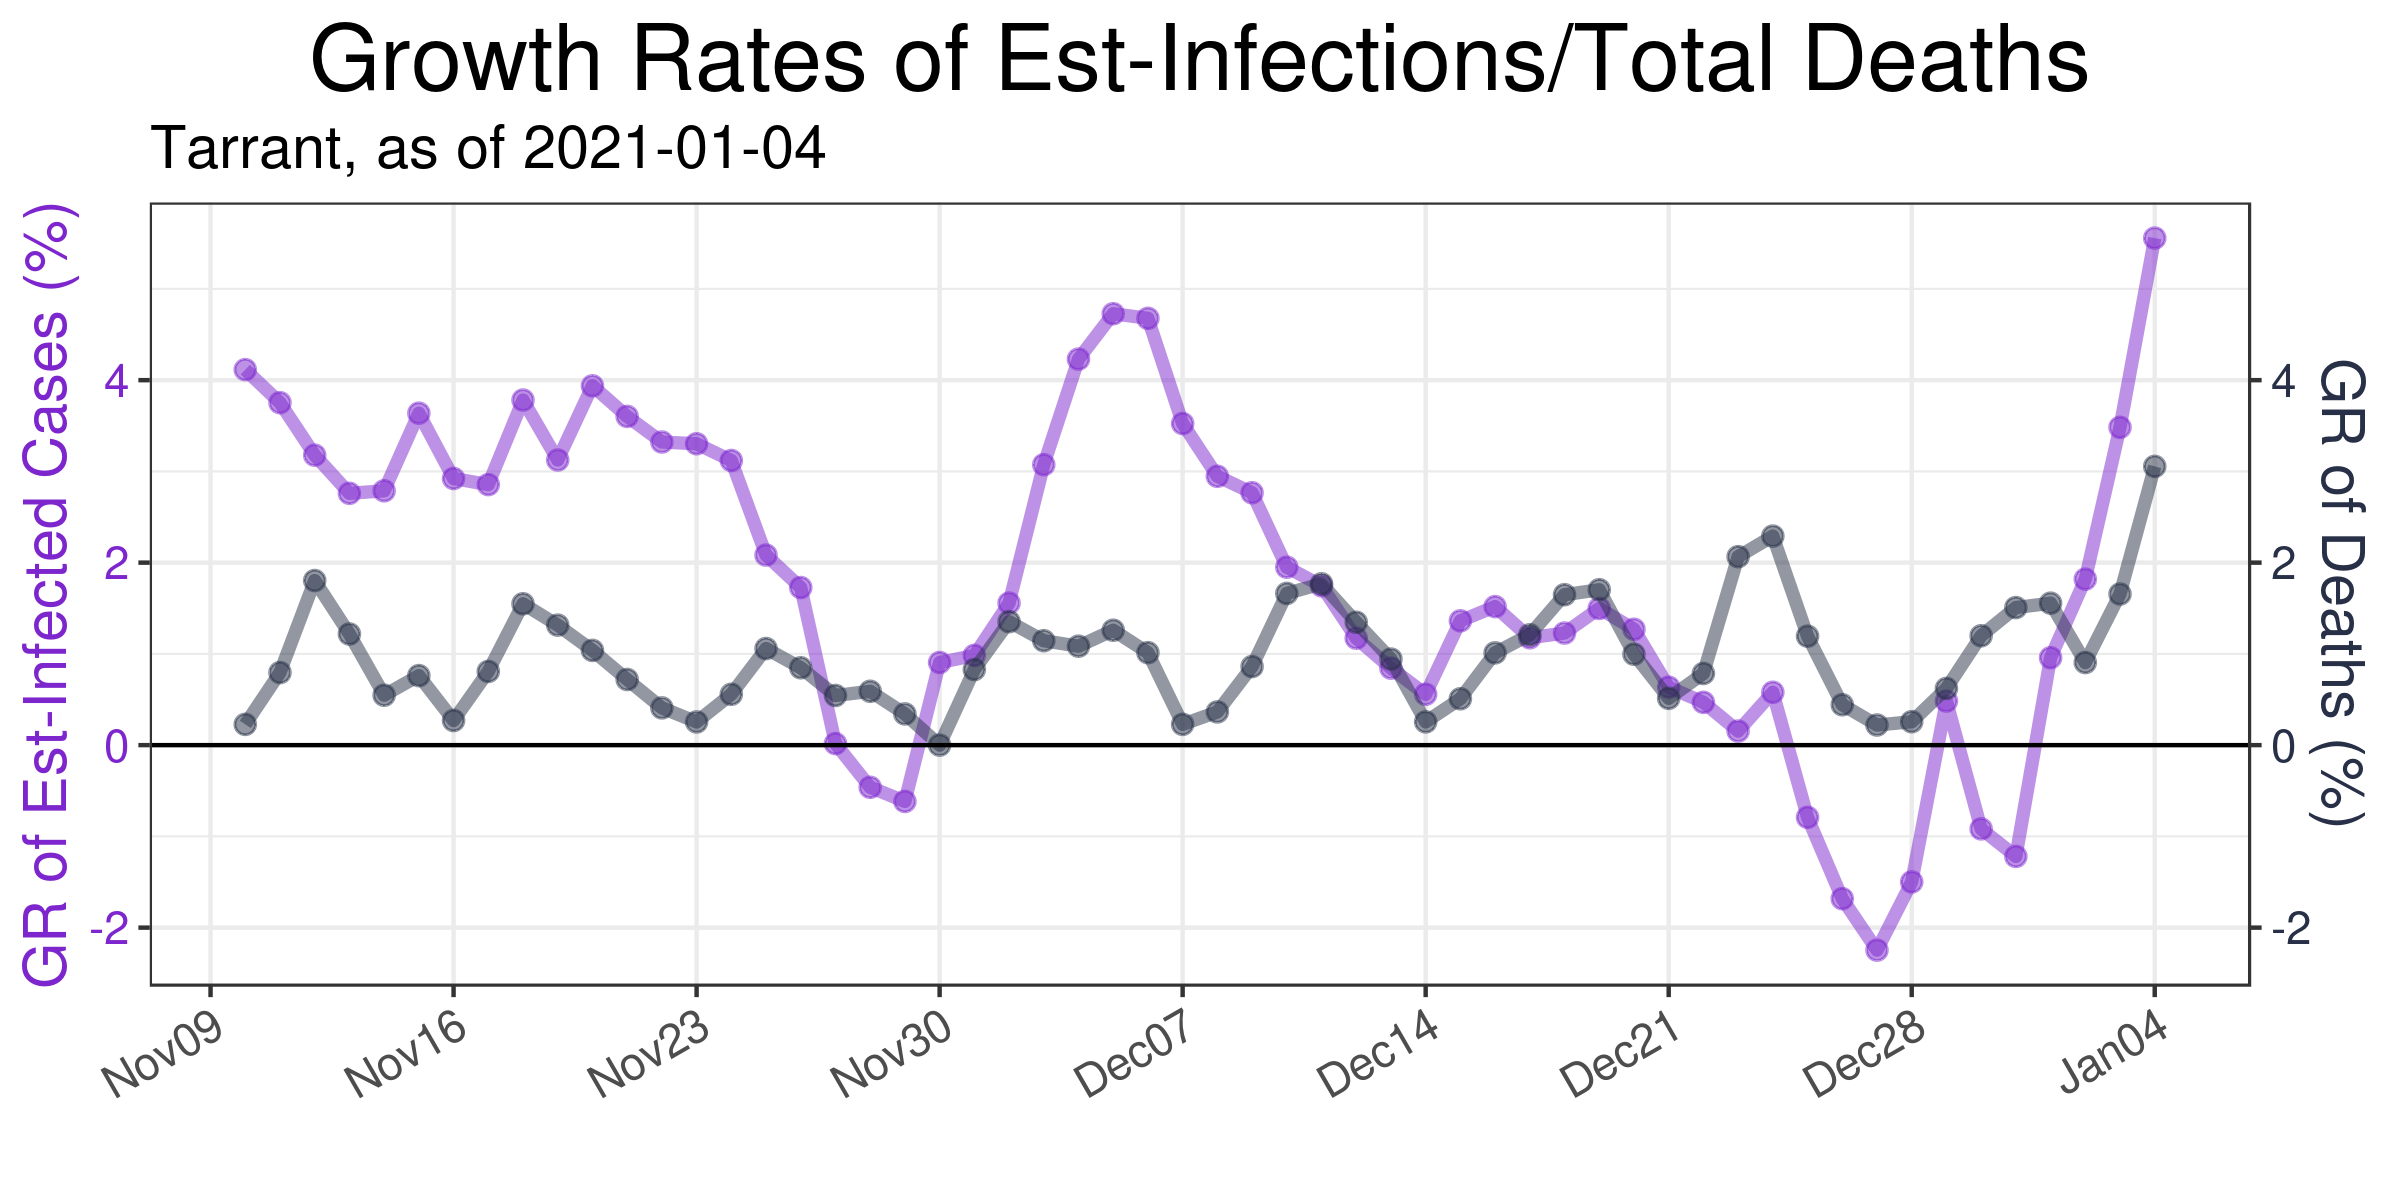 Growth Rates of Est-Infections/Total Deaths
Tarrant, as of 2021-01-04
GR of Est-Infected Cases (%)
4
2
0
-2
4
2
0
-2
GR of Deaths (%)
Nov09
Nov16
Nov23
Nov30
Dec07
Dec14
Dec21
Dec28
Jan04